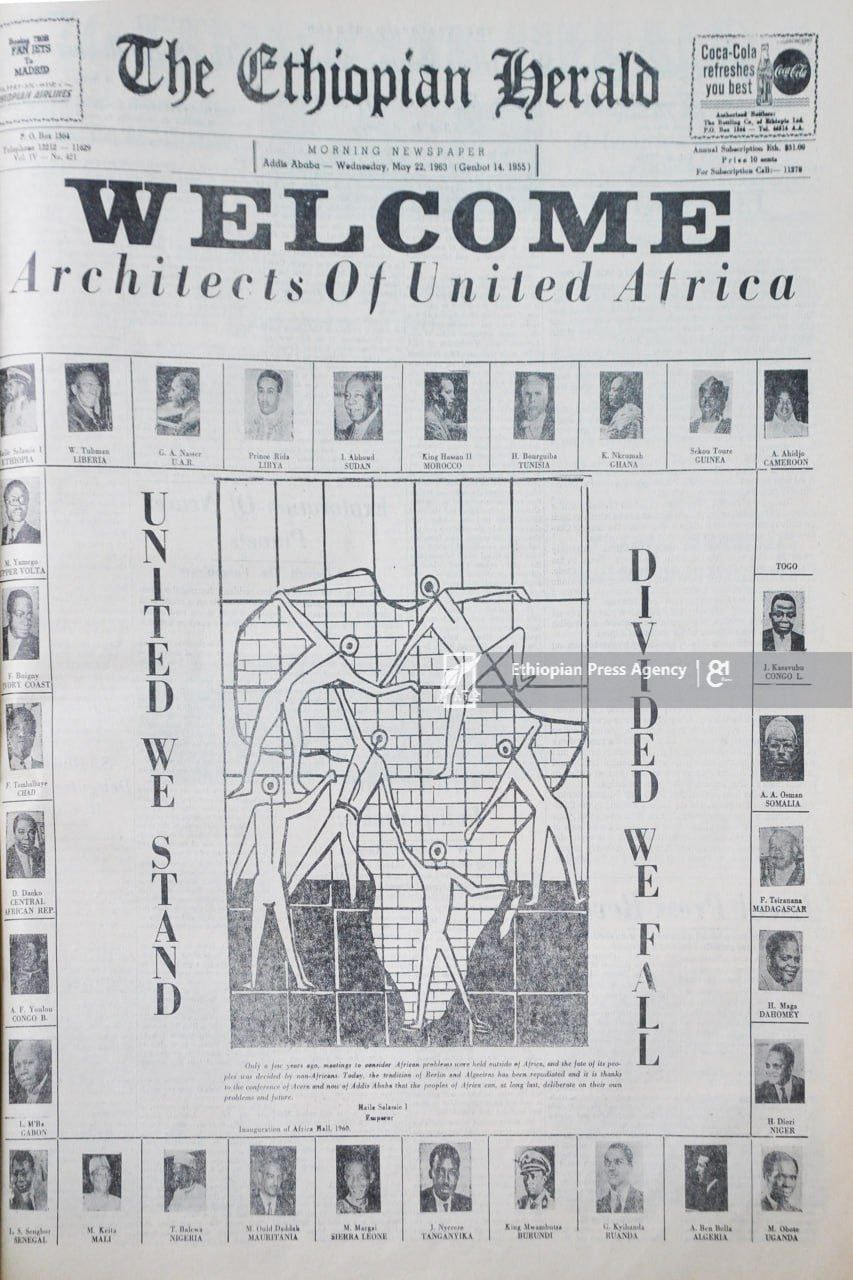 Boeing 720B
FAN JETS
To
MADRID
AIRLINES
The Ethiopian Herald
Coca-Cola
refreshes
you best
Coca-Cola
Authorized Bottlers:
The Bottling Co. of Ethiopia Ltd.
P.O. Box 1344 — Tel. 44514 A.A.
P. O. Box 1364
Telephone 12212 — 11629
Vol. IV — No. 421
MORNING NEWSPAPER
Addis Ababa — Wednesday, May 22, 1963 (Genbot 14, 1955)
Annual Subscription Eth. $31.00
Price 10 cents
For Subscription Call:— 11378
WELCOME
Architects Of United Africa
Haile Selassie I
ETHIOPIA
W. Tubman
LIBERIA
G. A. Nasser
U.A.R.
Prince Rida
LIBYA
I. Abboud
SUDAN
King Hassan II
MOROCCO
H. Bourguiba
TUNISIA
K. Nkrumah
GHANA
Sekou Toure
GUINEA
A. Ahidjo
CAMEROON
M. Yamego
UPPER VOLTA
F. Buigny
IVORY COAST
F. Tombalbaye
CHAD
D. Dacko
CENTRAL
AFRICAN REP.
A. F. Youlou
CONGO B.
L. M'Ba
GABON
UNITED WE STAND
DIVIDED WE FALL
Ethiopian Press Agency
TOGO
J. Kasavubu
CONGO L.
A. A. Osman
SOMALIA
F. Tsiranana
MADAGASCAR
H. Maga
DAHOMEY
H. Diori
NIGER
Only a few years ago, meetings to consider African problems were held outside of Africa, and the fate of its peo-
ples was decided by non-Africans. Today, the tradition of Berlin and Algeciras has been repudiated and it is thanks
to the conference of Accra and now of Addis Ababa that the peoples of Africa can, at long last, deliberate on their own
problems and future.
Haile Selassie I
Emperor
Inauguration of Africa Hall, 1960.
L. S. Senghor
SENEGAL
M. Keita
MALI
T. Balewa
NIGERIA
M. Ould Daddak
MAURITANIA
M. Margai
SIERRA LEONE
J. Nyerere
TANGANYIKA
King Mwambutsa
BURUNDI
G. Kyibanda
RUANDA
A. Ben Bella
ALGERIA
M. Obote
UGANDA